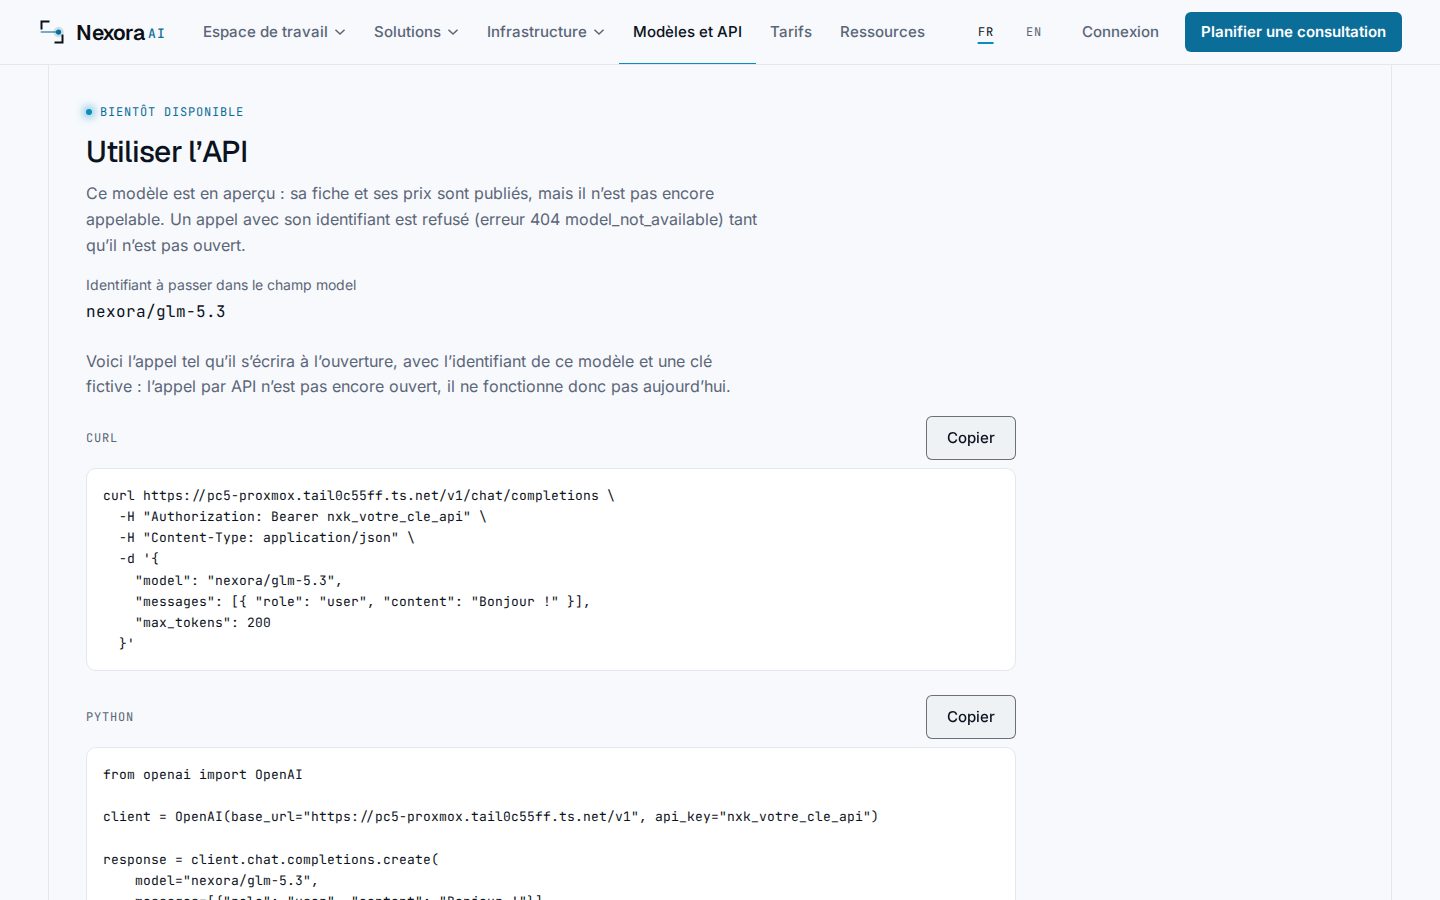 Nexora AI
Espace de travail
Solutions
Infrastructure
Modèles et API
Tarifs
Ressources
FR
EN
Connexion
Planifier une consultation
BIENTÔT DISPONIBLE
Utiliser l’API
Ce modèle est en aperçu : sa fiche et ses prix sont publiés, mais il n’est pas encore
appelable. Un appel avec son identifiant est refusé (erreur 404 model_not_available) tant
qu’il n’est pas ouvert.
Identifiant à passer dans le champ model
nexora/glm-5.3
Voici l’appel tel qu’il s’écrira à l’ouverture, avec l’identifiant de ce modèle et une clé
fictive : l’appel par API n’est pas encore ouvert, il ne fonctionne donc pas aujourd’hui.
CURL
Copier
curl https://pc5-proxmox.tail0c55ff.ts.net/v1/chat/completions \
  -H "Authorization: Bearer nxk_votre_cle_api" \
  -H "Content-Type: application/json" \
  -d '{
    "model": "nexora/glm-5.3",
    "messages": [{ "role": "user", "content": "Bonjour !" }],
    "max_tokens": 200
  }'
PYTHON
Copier
from openai import OpenAI
client = OpenAI(base_url="https://pc5-proxmox.tail0c55ff.ts.net/v1", api_key="nxk_votre_cle_api")
response = client.chat.completions.create(
    model="nexora/glm-5.3",
    messages=[{"role": "user", "content": "Bonjour !"}]